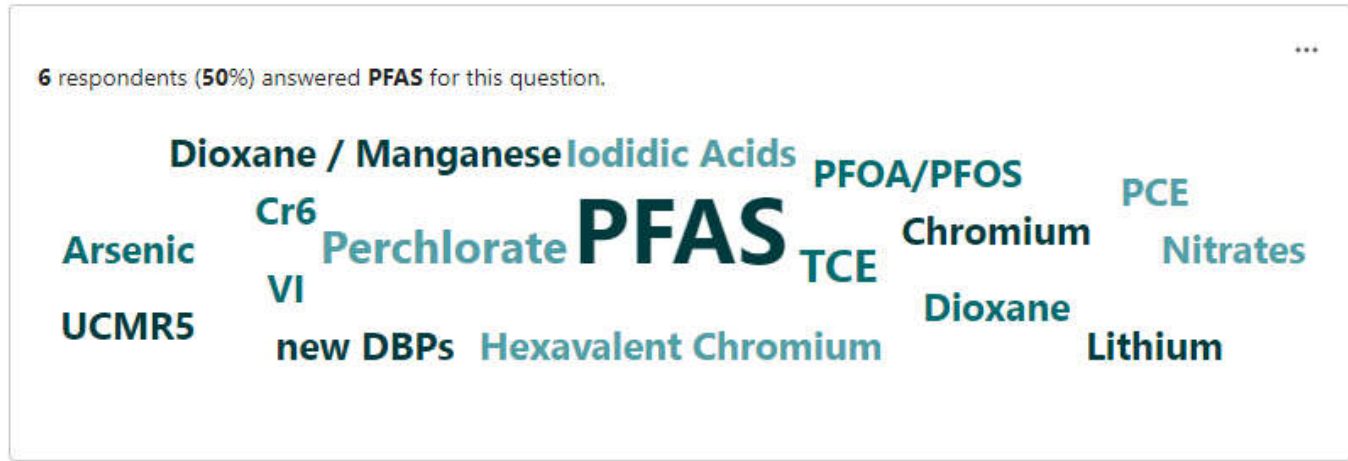 ...
6 respondents (50%) answered PFAS for this question.
Dioxane / Manganese
Iodidic Acids
PFOA/PFOS
PCE
Cr6
PFAS
Chromium
Arsenic
Perchlorate
TCE
Nitrates
VI
Dioxane
UCMR5
new DBPs
Hexavalent Chromium
Lithium